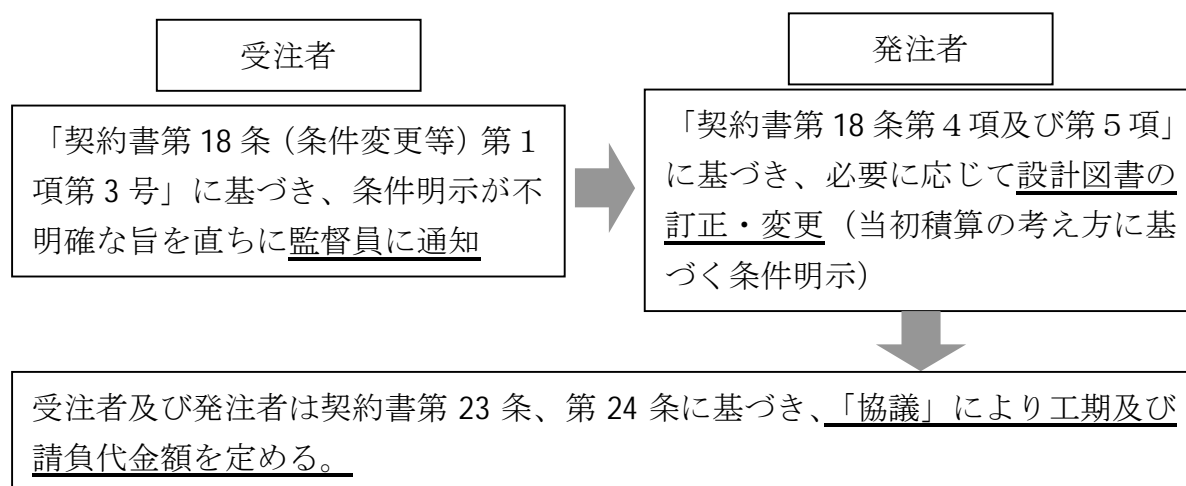 受注者
「契約書第 18 条（条件変更等）第１
項第 3 号」に基づき、条件明示が不
明確な旨を直ちに監督員に通知
発注者
「契約書第 18 条第４項及び第５項」
に基づき、必要に応じて設計図書の
訂正・変更（当初積算の考え方に基
づく条件明示）
受注者及び発注者は契約書第 23 条、第 24 条に基づき、「協議」により工期及び
請負代金額を定める。